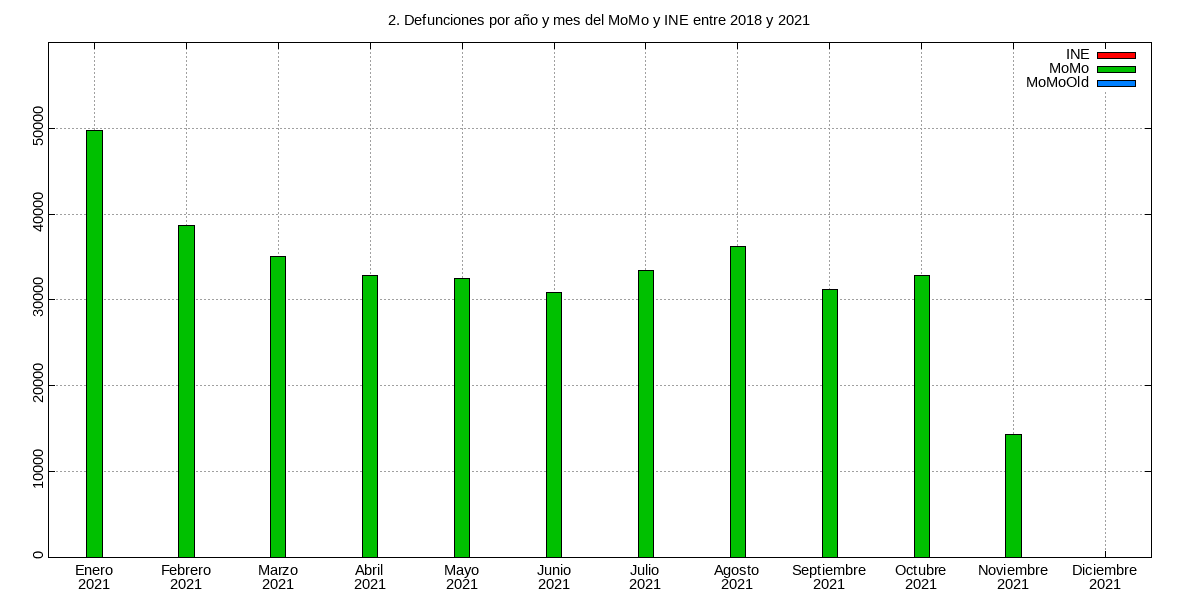 2. Defunciones por año y mes del MoMo y INE entre 2018 y 2021
INE
MoMo
MoMoOld
50000
40000
30000
20000
10000
0
Enero Febrero Marzo Abril Mayo Junio Julio Agosto Septiembre Octubre Noviembre Diciembre
2021 2021 2021 2021 2021 2021 2021 2021 2021 2021 2021 2021